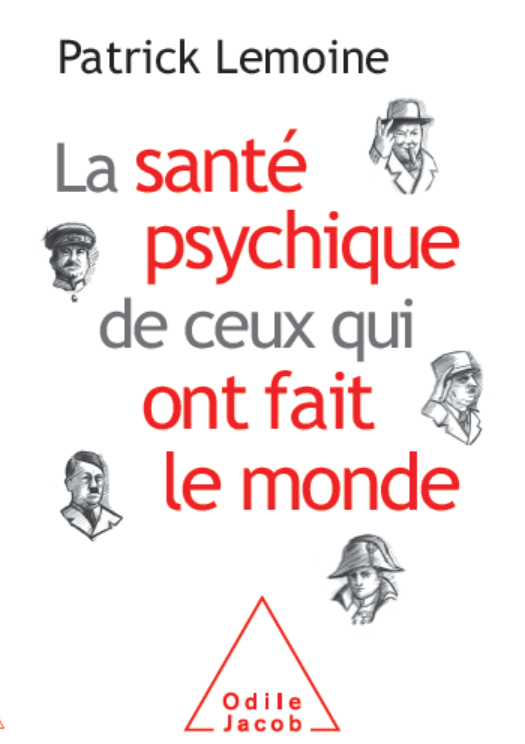 Patrick Lemoine
La santé
psychique
de ceux qui
ont fait
le monde
Odile
Jacob